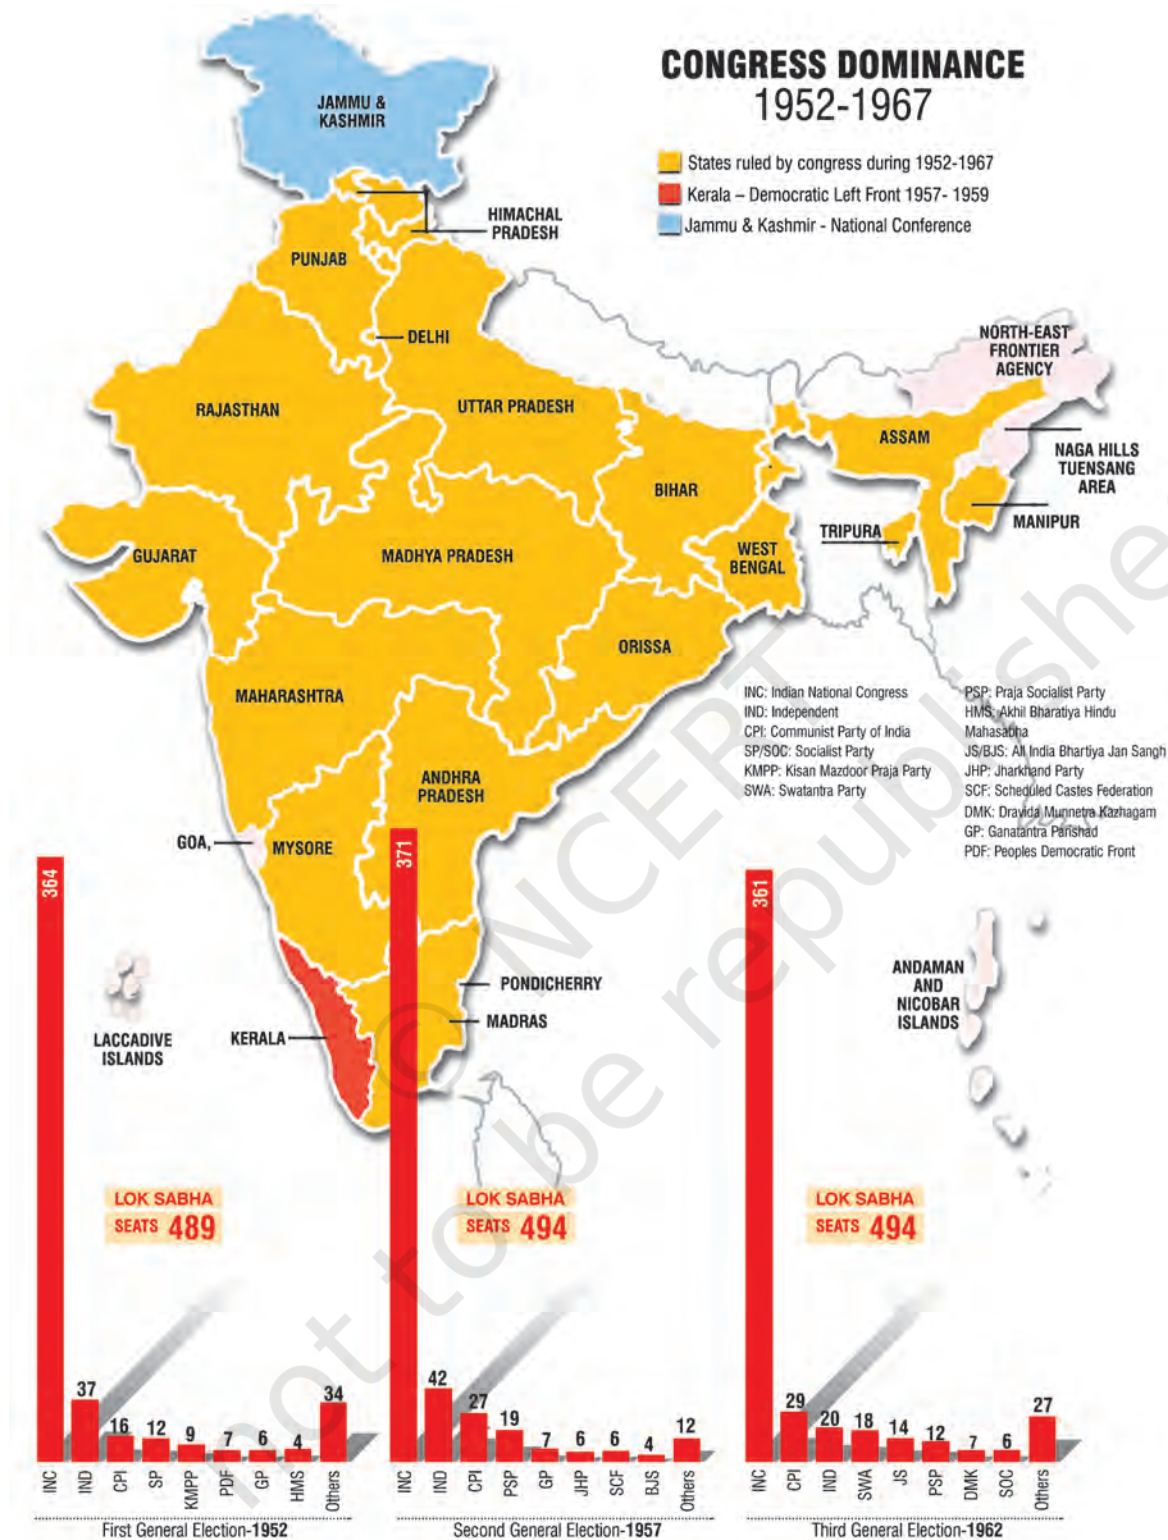 CONGRESS DOMINANCE
1952-1967
States ruled by congress during 1952-1967
Kerala – Democratic Left Front 1957- 1959
Jammu & Kashmir - National Conference
JAMMU &
KASHMIR
HIMACHAL
PRADESH
PUNJAB
DELHI
RAJASTHAN
UTTAR PRADESH
NORTH-EAST
FRONTIER
AGENCY
ASSAM
NAGA HILLS
TUENSANG
AREA
BIHAR
MANIPUR
TRIPURA
GUJARAT
MADHYA PRADESH
WEST
BENGAL
ORISSA
MAHARASHTRA
ANDHRA
PRADESH
GOA,
MYSORE
PONDICHERRY
MADRAS
KERALA
LACCADIVE
ISLANDS
ANDAMAN
AND
NICOBAR
ISLANDS
INC: Indian National Congress
IND: Independent
CPI: Communist Party of India
SP/SOC: Socialist Party
KMPP: Kisan Mazdoor Praja Party
SWA: Swatantra Party
PSP: Praja Socialist Party
HMS: Akhil Bharatiya Hindu
Mahasabha
JS/BJS: All India Bhartiya Jan Sangh
JHP: Jharkhand Party
SCF: Scheduled Castes Federation
DMK: Dravida Munnetra Kazhagam
GP: Ganatantra Parishad
PDF: Peoples Democratic Front
© NCERT
not to be republishe
LOK SABHA
SEATS 489
364
37
16
12
9
7
6
4
34
INC
IND
CPI
SP
KMPP
PDF
GP
HMS
Others
First General Election-1952
LOK SABHA
SEATS 494
371
42
27
19
7
6
6
4
12
INC
IND
CPI
PSP
GP
JHP
SCF
BJS
Others
Second General Election-1957
LOK SABHA
SEATS 494
361
29
20
18
14
12
7
6
27
INC
CPI
IND
SWA
JS
PSP
DMK
SOC
Others
Third General Election-1962